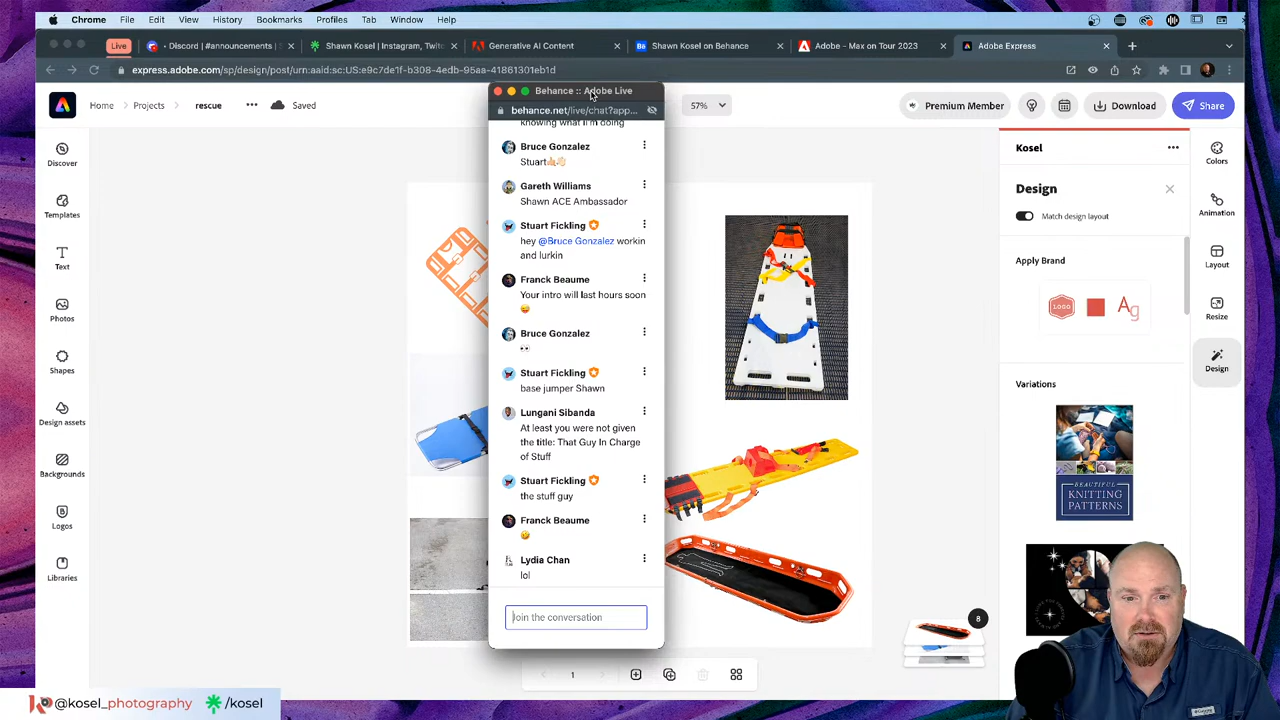 Chrome File Edit View History Bookmarks Profiles Tab Window Help
Live
Discord | #announcements |
Shawn Kosel | Instagram, Twit
Generative AI Content
Shawn Kosel on Behance
Adobe – Max on Tour 2023
Adobe Express
express.adobe.com/sp/design/post/urn:aaid:sc:US:e9c7de1f-b308-4edb-95aa-41861301eb1d
Home Projects rescue Saved
57%
Premium Member
Download
Share
Discover
Templates
Text
Photos
Shapes
Design assets
Backgrounds
Logos
Libraries
Behance :: Adobe Live
behance.net/live/chat?app...
knowing what I'm doing
Bruce Gonzalez
Stuart
Gareth Williams
Shawn ACE Ambassador
Stuart Fickling
hey @Bruce Gonzalez workin
and lurkin
Franck Beaume
Your intro will last hours soon
Bruce Gonzalez
Stuart Fickling
base jumper Shawn
Lungani Sibanda
At least you were not given
the title: That Guy In Charge
of Stuff
Stuart Fickling
the stuff guy
Franck Beaume
Lydia Chan
lol
Join the conversation
1
8
Kosel
Design
Match design layout
Apply Brand
LOGO
Ag
Variations
BEAUTIFUL
KNITTING
PATTERNS
Colors
Animation
Layout
Resize
Design
@kosel_photography
/kosel